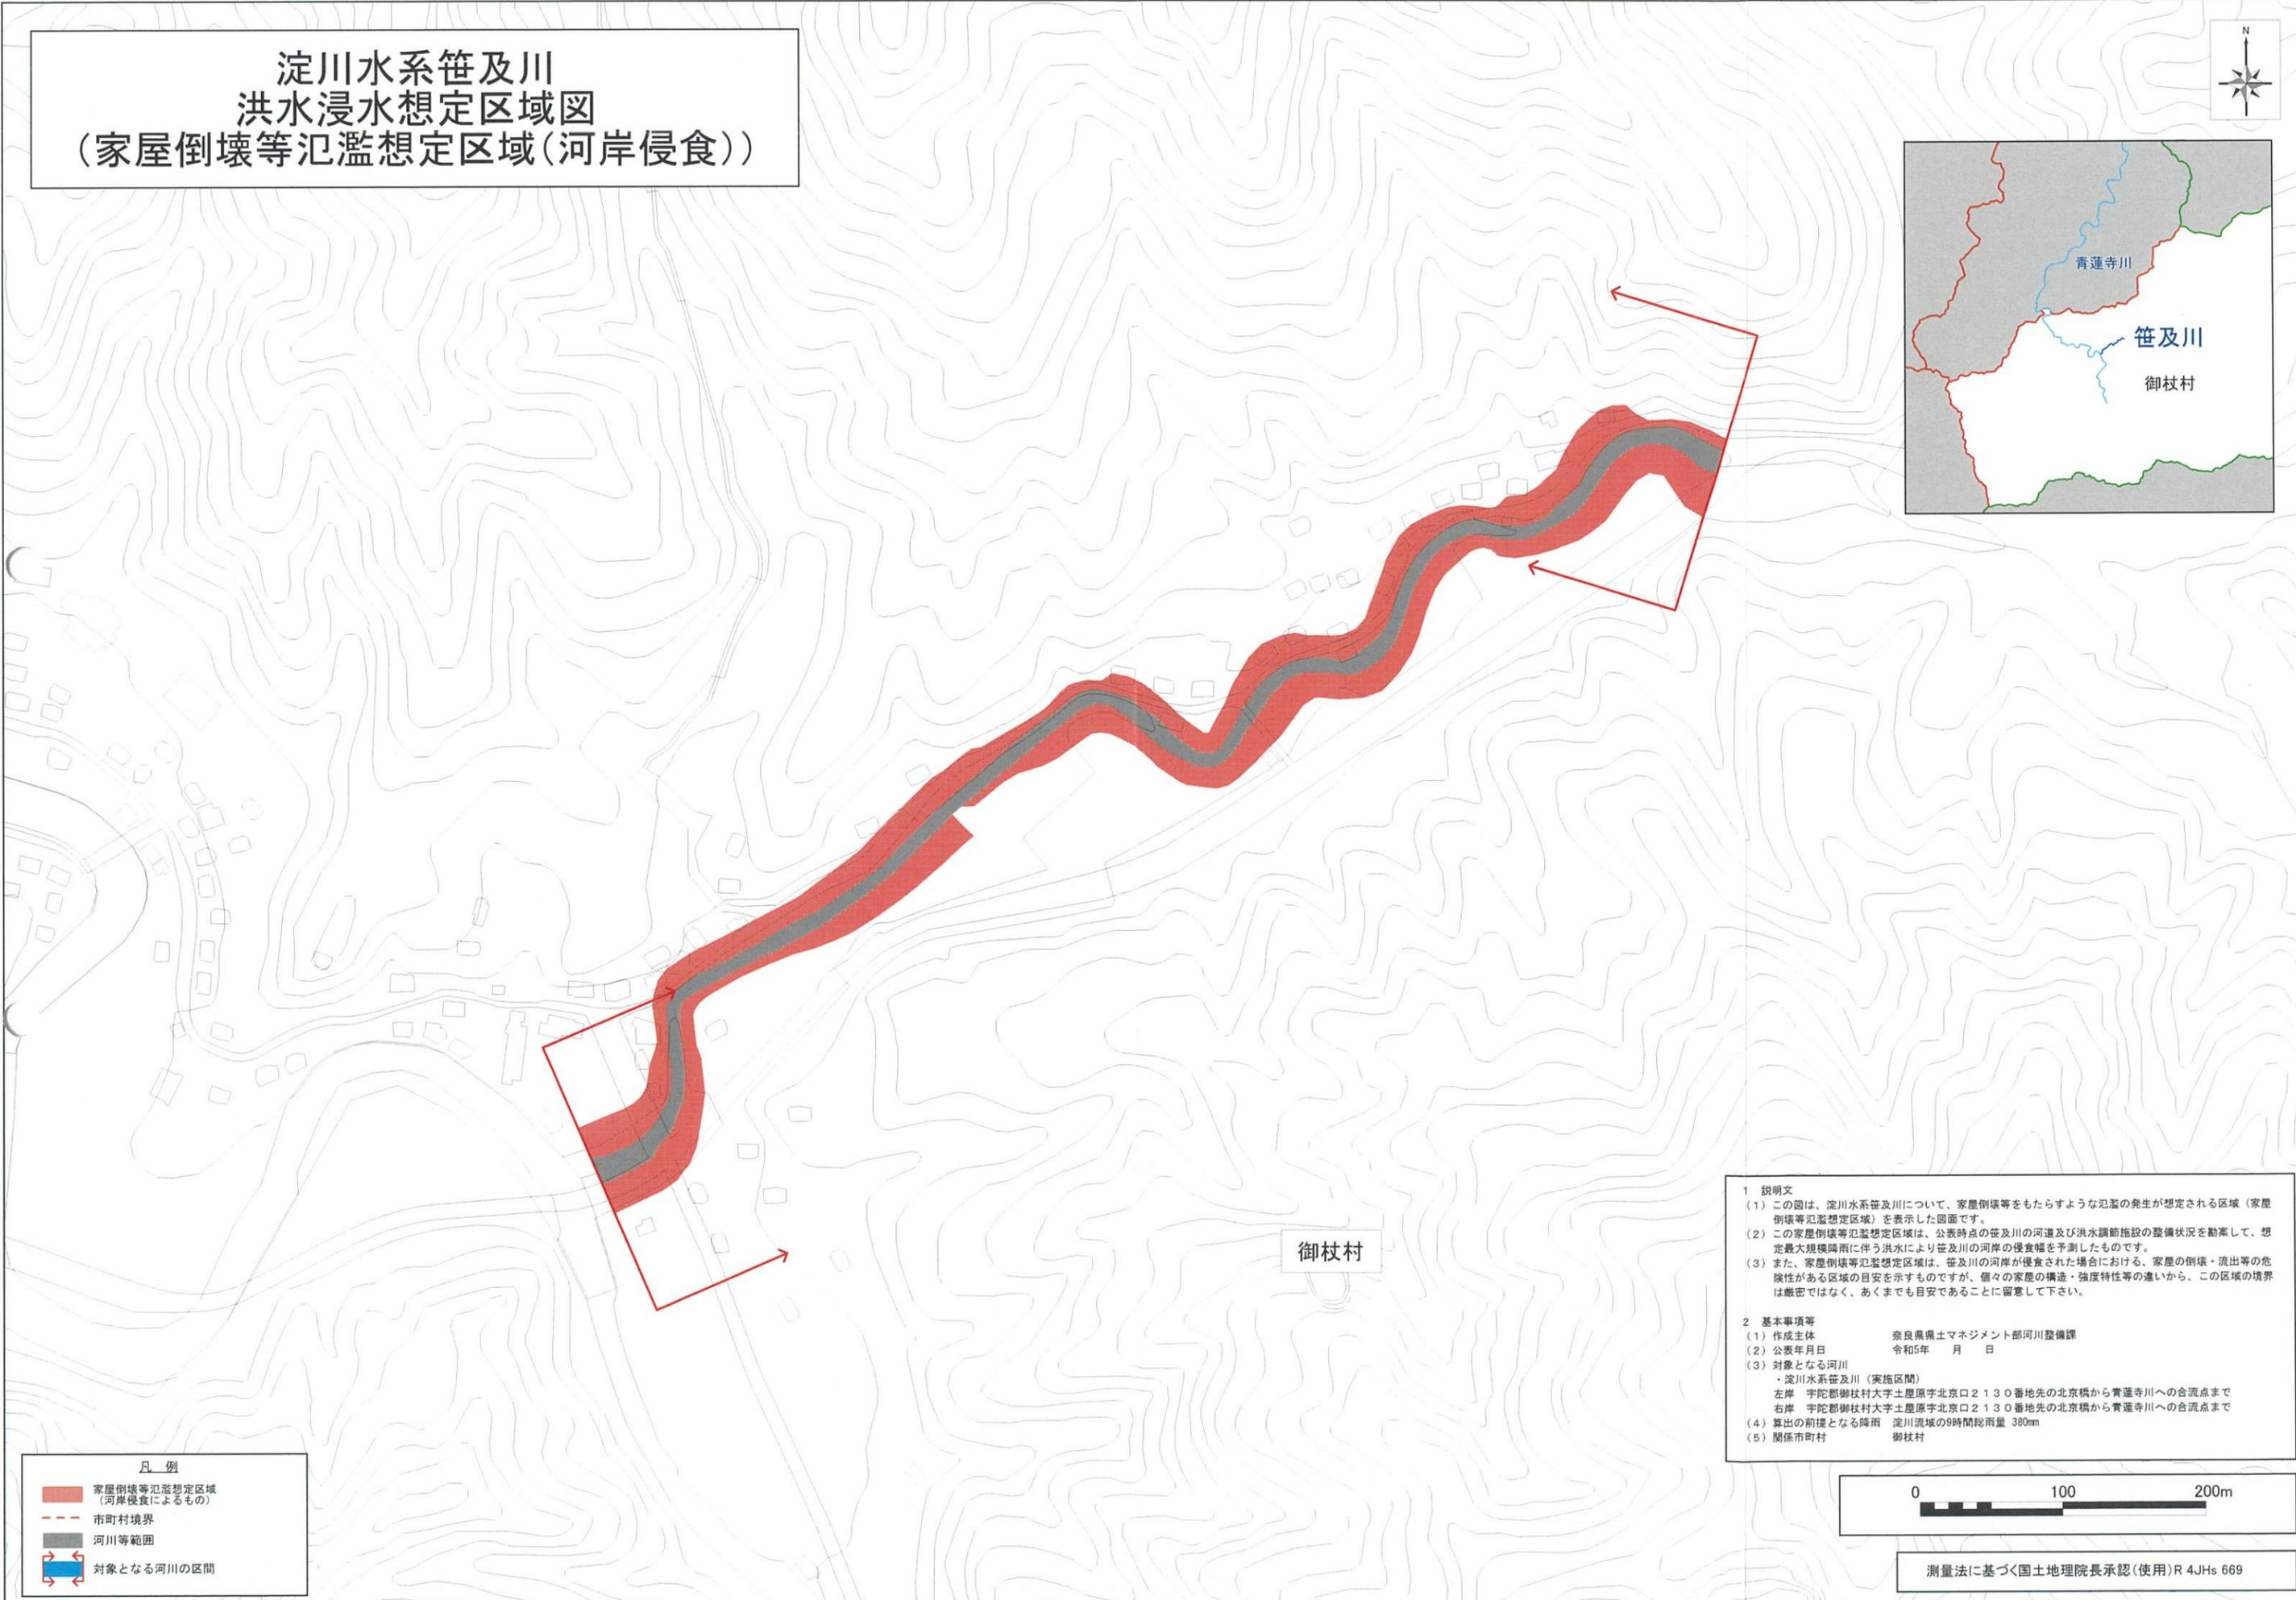 淀川水系笹及川
洪水浸水想定区域図
（家屋倒壊等氾濫想定区域（河岸侵食））
N
青蓮寺川
笹及川
御杖村
御杖村
1　説明文
（1）この図は、淀川水系笹及川について、家屋倒壊等をもたらすような氾濫の発生が想定される区域（家屋
倒壊等氾濫想定区域）を表示した図面です。
（2）この家屋倒壊等氾濫想定区域は、公表時点の笹及川の河道及び洪水調節施設の整備状況を勘案して、想
定最大規模降雨に伴う洪水により笹及川の河岸の侵食幅を予測したものです。
（3）また、家屋倒壊等氾濫想定区域は、笹及川の河岸が侵食された場合における、家屋の倒壊・流出等の危
険性がある区域の目安を示すものですが、個々の家屋の構造・強度特性等の違いから、この区域の境界
は厳密ではなく、あくまでも目安であることに留意して下さい。
2　基本事項等
（1）作成主体　奈良県県土マネジメント部河川整備課
（2）公表年月日　令和5年　月　日
（3）対象となる河川
・淀川水系笹及川（実施区間）
左岸　宇陀郡御杖村大字土屋原字北京口２１３０番地先の北京橋から青蓮寺川への合流点まで
右岸　宇陀郡御杖村大字土屋原字北京口２１３０番地先の北京橋から青蓮寺川への合流点まで
（4）算出の前提となる降雨　淀川流域の9時間総雨量 380mm
（5）関係市町村　御杖村
凡 例
家屋倒壊等氾濫想定区域
（河岸侵食によるもの）
市町村境界
河川等範囲
対象となる河川の区間
0 100 200m
測量法に基づく国土地理院長承認（使用）R 4JHs 669